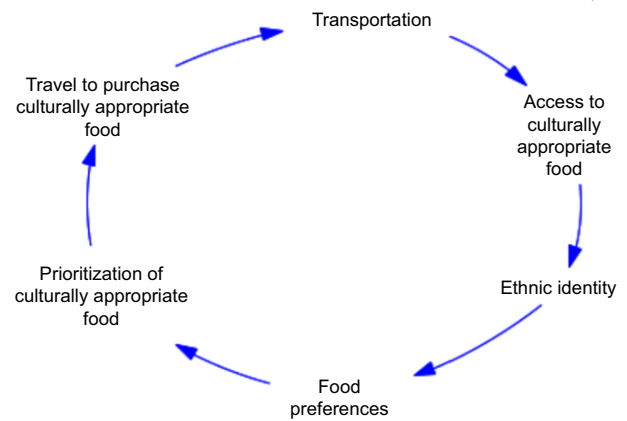 Transportation
Access to
culturally
appropriate
food
Ethnic identity
Food
preferences
Prioritization of
culturally appropriate
food
Travel to purchase
culturally appropriate
food